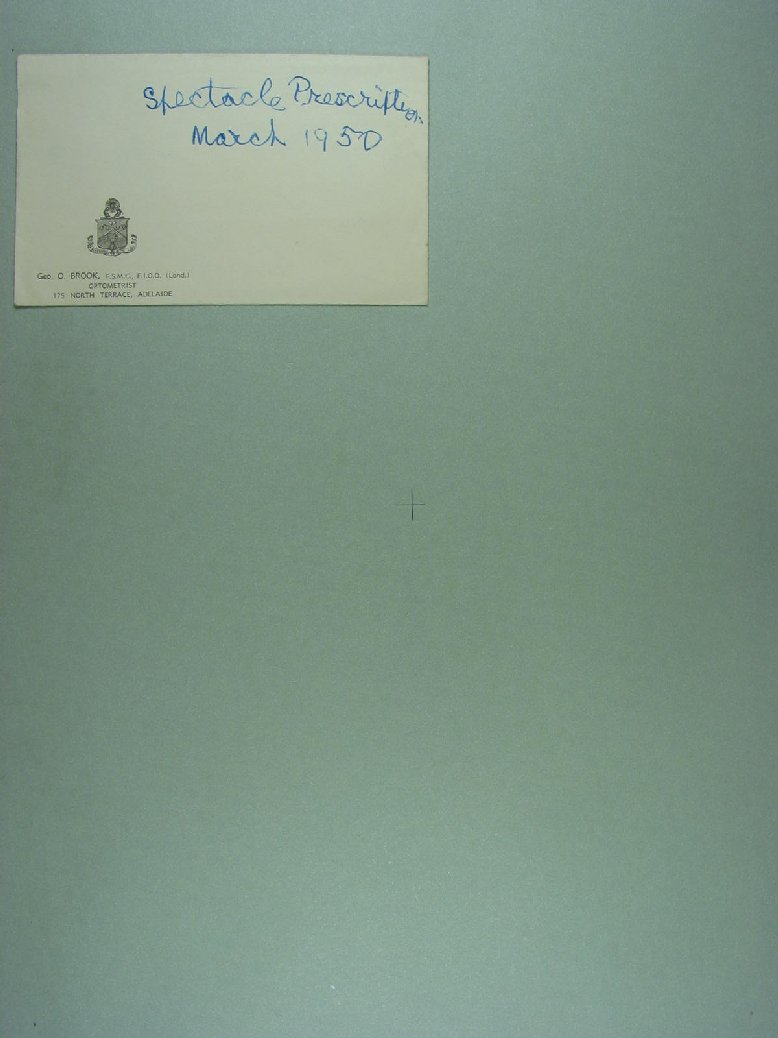 Spectacle Prescription
March 1950
Geo. O. BROOK, F.S.M.C., F.I.O.O. (Lond.)
OPTOMETRIST
175 NORTH TERRACE, ADELAIDE